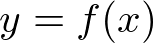 y = f(x)